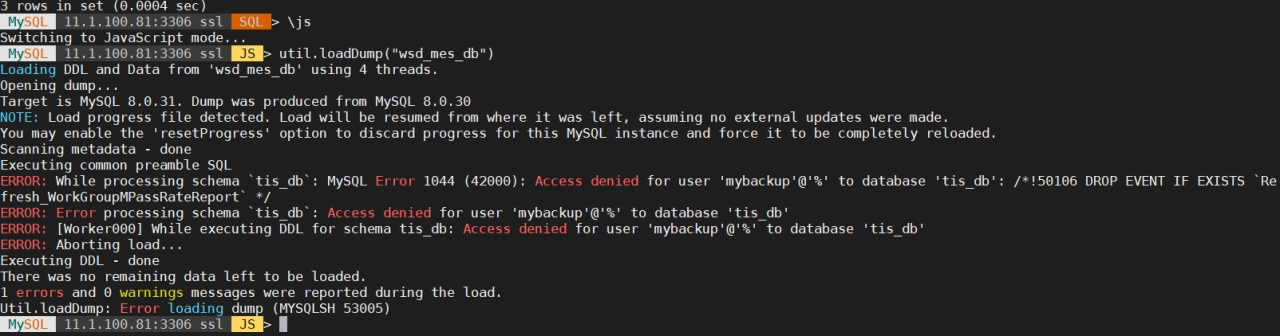 3 rows in set (0.0004 sec)
MySQL 11.1.100.81:3306 ssl SQL > \js
Switching to JavaScript mode...
MySQL 11.1.100.81:3306 ssl JS > util.loadDump("wsd_mes_db")
Loading DDL and Data from 'wsd_mes_db' using 4 threads.
Opening dump...
Target is MySQL 8.0.31. Dump was produced from MySQL 8.0.30
NOTE: Load progress file detected. Load will be resumed from where it was left, assuming no external updates were made.
You may enable the 'resetProgress' option to discard progress for this MySQL instance and force it to be completely reloaded.
Scanning metadata - done
Executing common preamble SQL
ERROR: While processing schema `tis_db`: MySQL Error 1044 (42000): Access denied for user 'mybackup'@'%' to database 'tis_db': /*!50106 DROP EVENT IF EXISTS `Re
fresh_WorkGroupMPassRateReport` */
ERROR: Error processing schema `tis_db`: Access denied for user 'mybackup'@'%' to database 'tis_db'
ERROR: [Worker000] While executing DDL for schema tis_db: Access denied for user 'mybackup'@'%' to database 'tis_db'
ERROR: Aborting load...
Executing DDL - done
There was no remaining data left to be loaded.
1 errors and 0 warnings messages were reported during the load.
Util.loadDump: Error loading dump (MYSQLSH 53005)
MySQL 11.1.100.81:3306 ssl JS >